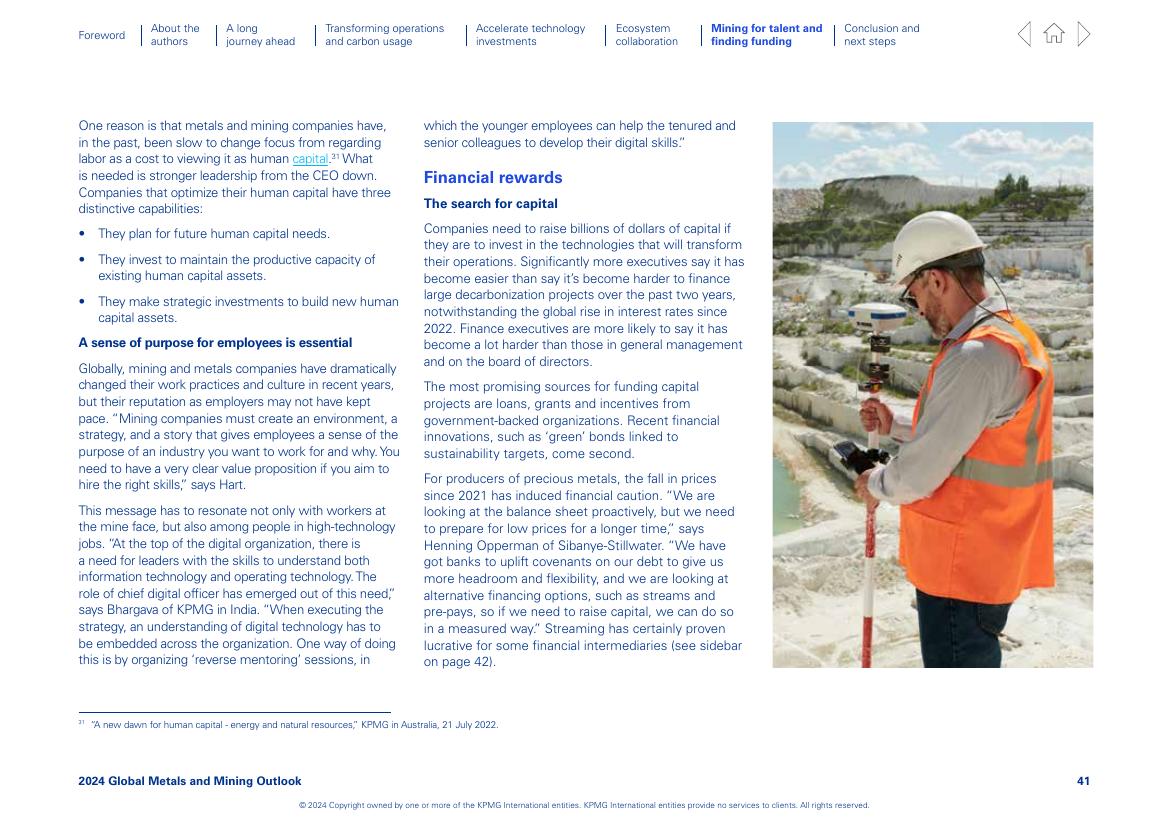 Foreword
About the
authors
A long
journey ahead
Transforming operations
and carbon usage
Accelerate technology
investments
Ecosystem
collaboration
Mining for talent and
finding funding
Conclusion and
next steps
One reason is that metals and mining companies have,
in the past, been slow to change focus from regarding
labor as a cost to viewing it as human capital.31 What
is needed is stronger leadership from the CEO down.
Companies that optimize their human capital have three
distinctive capabilities:
• They plan for future human capital needs.
• They invest to maintain the productive capacity of
existing human capital assets.
• They make strategic investments to build new human
capital assets.
A sense of purpose for employees is essential
Globally, mining and metals companies have dramatically
changed their work practices and culture in recent years,
but their reputation as employers may not have kept
pace. “Mining companies must create an environment, a
strategy, and a story that gives employees a sense of the
purpose of an industry you want to work for and why. You
need to have a very clear value proposition if you aim to
hire the right skills,” says Hart.
This message has to resonate not only with workers at
the mine face, but also among people in high-technology
jobs. “At the top of the digital organization, there is
a need for leaders with the skills to understand both
information technology and operating technology. The
role of chief digital officer has emerged out of this need,”
says Bhargava of KPMG in India. “When executing the
strategy, an understanding of digital technology has to
be embedded across the organization. One way of doing
this is by organizing ‘reverse mentoring’ sessions, in
which the younger employees can help the tenured and
senior colleagues to develop their digital skills.”
Financial rewards
The search for capital
Companies need to raise billions of dollars of capital if
they are to invest in the technologies that will transform
their operations. Significantly more executives say it has
become easier than say it’s become harder to finance
large decarbonization projects over the past two years,
notwithstanding the global rise in interest rates since
2022. Finance executives are more likely to say it has
become a lot harder than those in general management
and on the board of directors.
The most promising sources for funding capital
projects are loans, grants and incentives from
government-backed organizations. Recent financial
innovations, such as ‘green’ bonds linked to
sustainability targets, come second.
For producers of precious metals, the fall in prices
since 2021 has induced financial caution. “We are
looking at the balance sheet proactively, but we need
to prepare for low prices for a longer time,” says
Henning Opperman of Sibanye-Stillwater. “We have
got banks to uplift covenants on our debt to give us
more headroom and flexibility, and we are looking at
alternative financing options, such as streams and
pre-pays, so if we need to raise capital, we can do so
in a measured way.” Streaming has certainly proven
lucrative for some financial intermediaries (see sidebar
on page 42).
31 “A new dawn for human capital - energy and natural resources,” KPMG in Australia, 21 July 2022.
2024 Global Metals and Mining Outlook
41
© 2024 Copyright owned by one or more of the KPMG International entities. KPMG International entities provide no services to clients. All rights reserved.